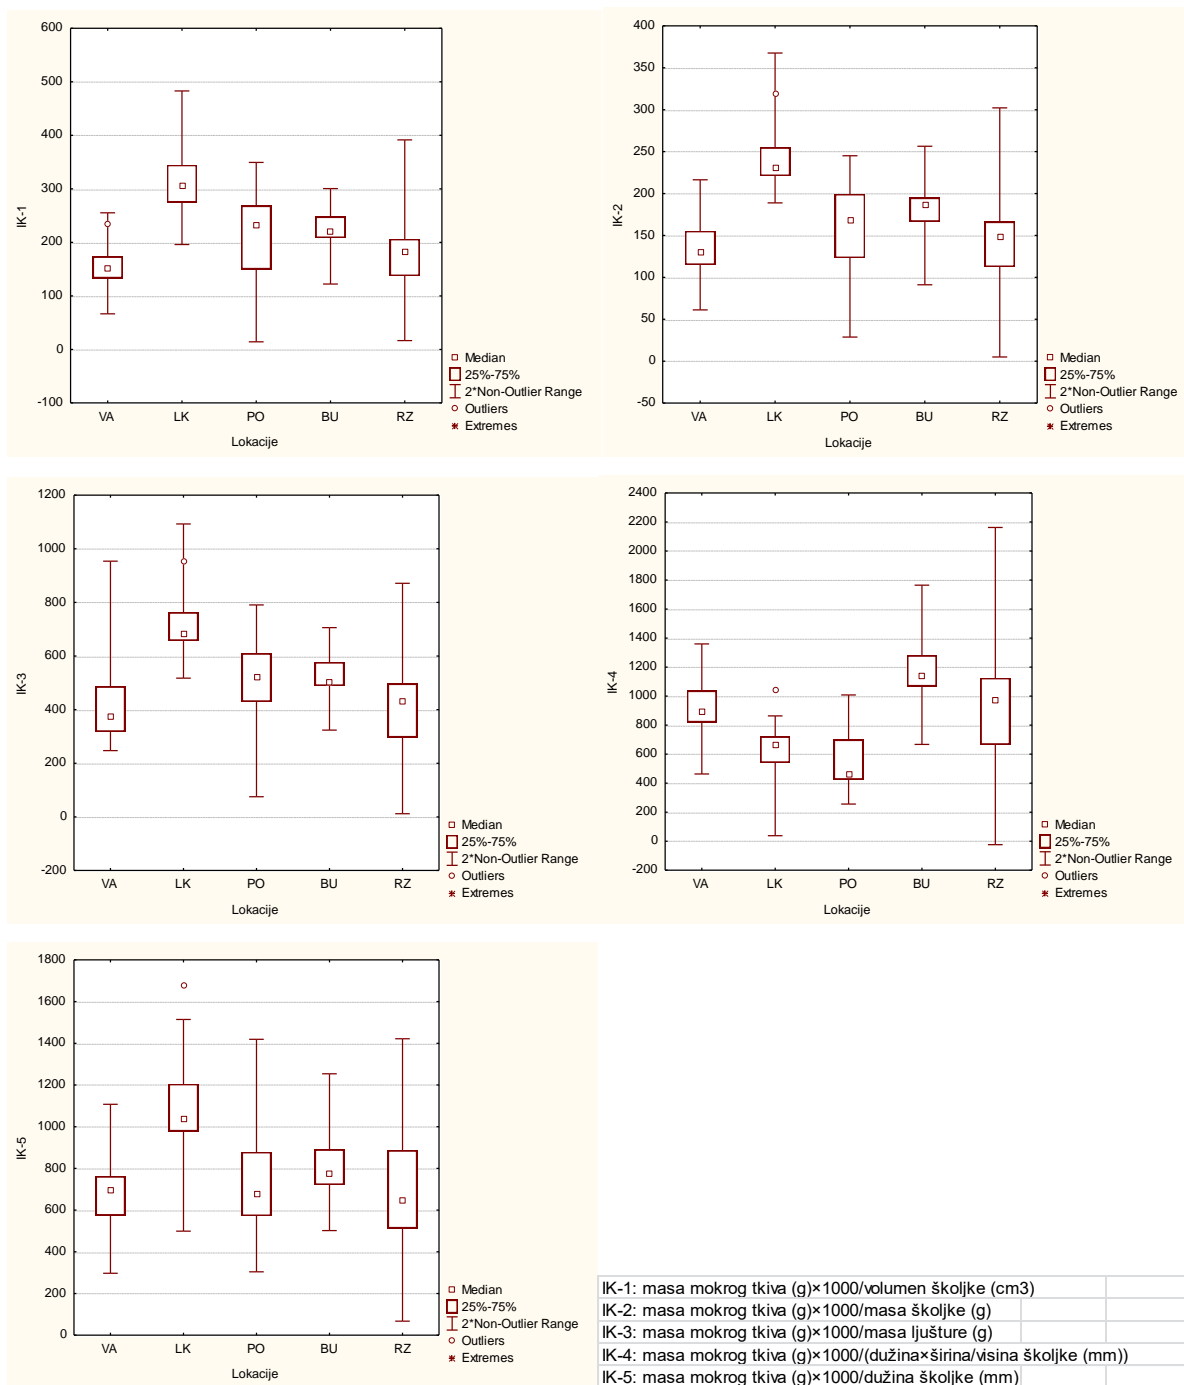 600
500
400
300
200
100
0
-100
IK-1
VA LK PO BU RZ
Lokacije
Median
25%-75%
2*Non-Outlier Range
Outliers
Extremes
400
350
300
250
200
150
100
50
0
-50
IK-2
VA LK PO BU RZ
Lokacije
Median
25%-75%
2*Non-Outlier Range
Outliers
Extremes
1200
1000
800
600
400
200
0
-200
IK-3
VA LK PO BU RZ
Lokacije
Median
25%-75%
2*Non-Outlier Range
Outliers
Extremes
2400
2200
2000
1800
1600
1400
1200
1000
800
600
400
200
0
-200
IK-4
VA LK PO BU RZ
Lokacije
Median
25%-75%
2*Non-Outlier Range
Outliers
Extremes
1800
1600
1400
1200
1000
800
600
400
200
0
IK-5
VA LK PO BU RZ
Lokacije
Median
25%-75%
2*Non-Outlier Range
Outliers
Extremes
IK-1: masa mokrog tkiva (g)×1000/volumen školjke (cm3)
IK-2: masa mokrog tkiva (g)×1000/masa školjke (g)
IK-3: masa mokrog tkiva (g)×1000/masa ljušture (g)
IK-4: masa mokrog tkiva (g)×1000/(dužina×širina/visina školjke (mm))
IK-5: masa mokrog tkiva (g)×1000/dužina školjke (mm)